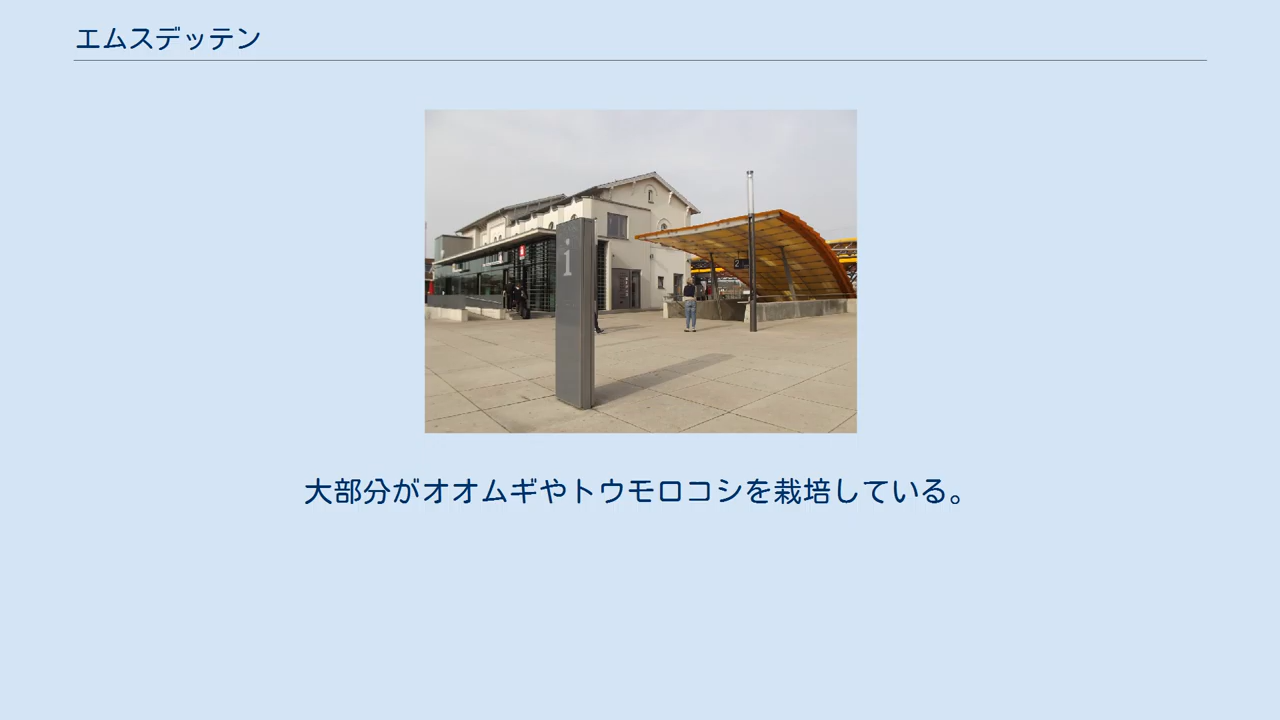 エムスデッテン
i
大部分がオオムギやトウモロコシを栽培している。